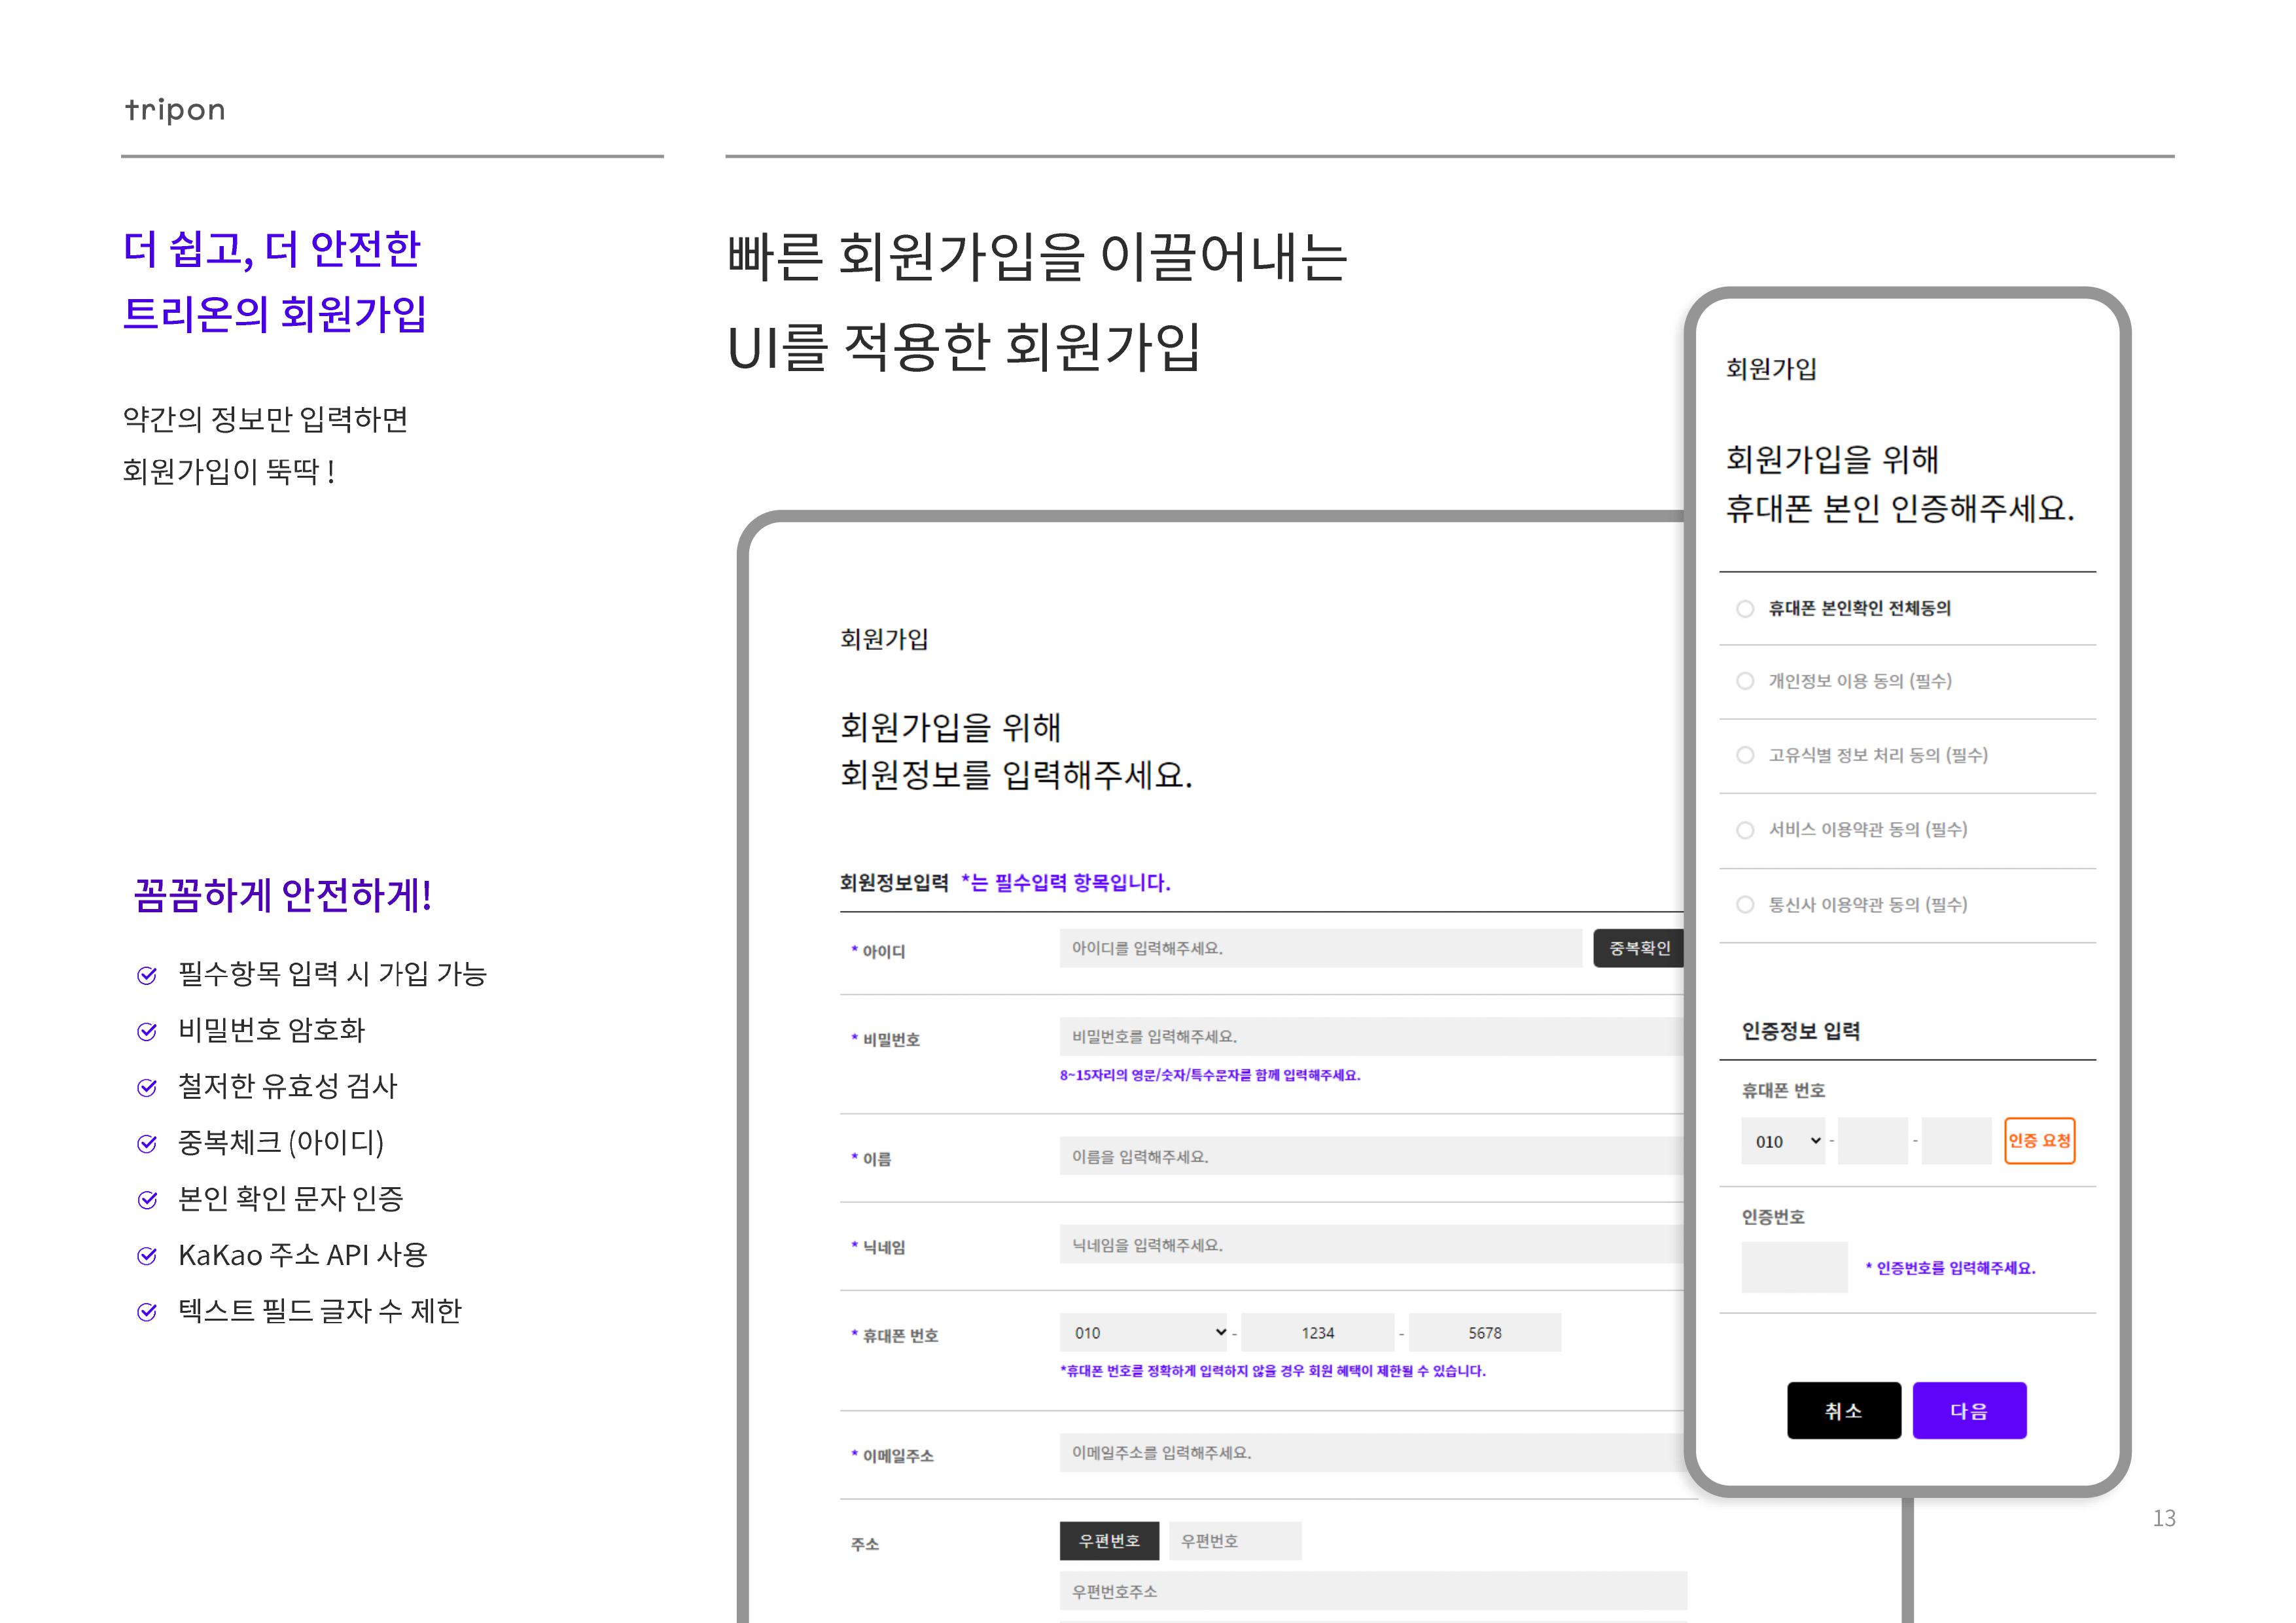 tripon
더 쉽고, 더 안전한
트리온의 회원가입
약간의 정보만 입력하면
회원가입이 뚝딱 !
꼼꼼하게 안전하게!
필수항목 입력 시 가입 가능
비밀번호 암호화
철저한 유효성 검사
중복체크 (아이디)
본인 확인 문자 인증
KaKao 주소 API 사용
텍스트 필드 글자 수 제한
빠른 회원가입을 이끌어내는
UI를 적용한 회원가입
회원가입
회원가입을 위해
회원정보를 입력해주세요.
회원정보입력 *는 필수입력 항목입니다.
* 아이디 아이디를 입력해주세요. 중복확인
* 비밀번호 비밀번호를 입력해주세요.
8~15자리의 영문/숫자/특수문자를 함께 입력해주세요.
* 이름 이름을 입력해주세요.
* 닉네임 닉네임을 입력해주세요.
* 휴대폰 번호 010 - 1234 - 5678
*휴대폰 번호를 정확하게 입력하지 않을 경우 회원 혜택이 제한될 수 있습니다.
* 이메일주소 이메일주소를 입력해주세요.
주소 우편번호 우편번호
우편번호주소
회원가입
회원가입을 위해
휴대폰 본인 인증해주세요.
휴대폰 본인확인 전체동의
개인정보 이용 동의 (필수)
고유식별 정보 처리 동의 (필수)
서비스 이용약관 동의 (필수)
통신사 이용약관 동의 (필수)
인증정보 입력
휴대폰 번호
010 - - 인증 요청
인증번호
* 인증번호를 입력해주세요.
취소 다음
13